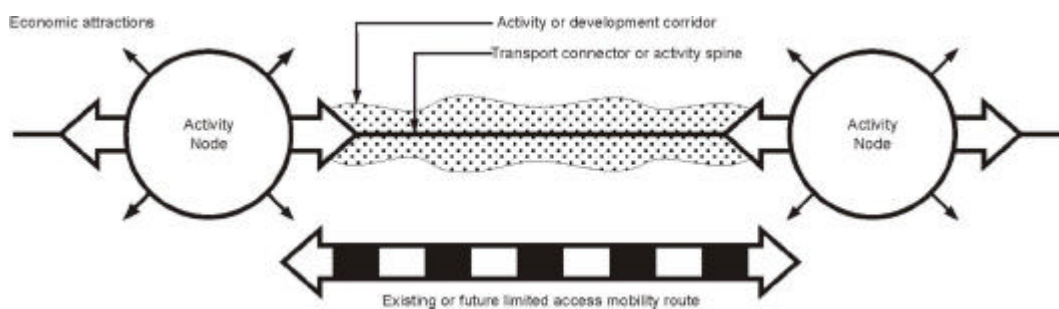 Economic attractions
Activity or development corridor
Transport connector or activity spine
Activity
Node
Activity
Node
Existing or future limited access mobility route